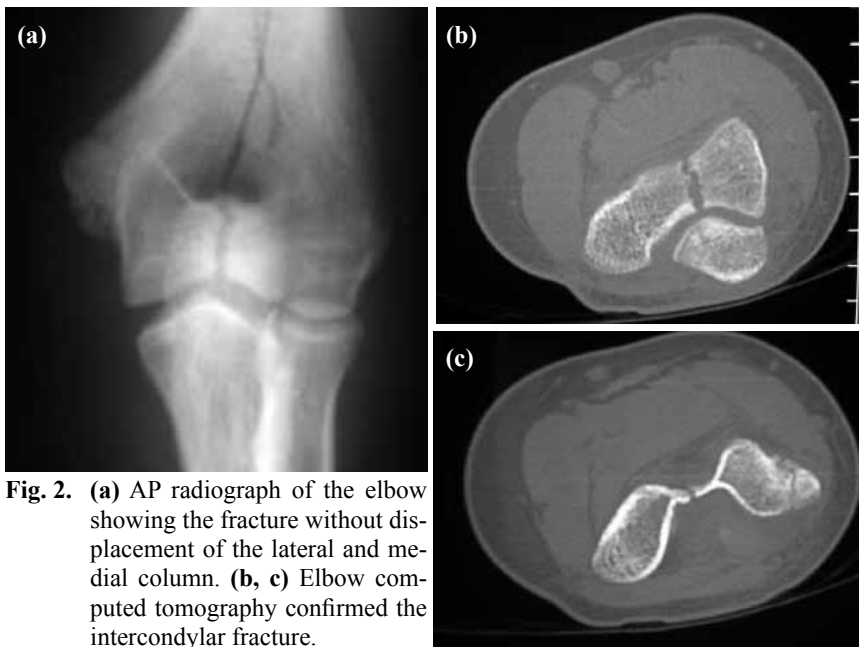 (a)
(b)
(c)
Fig. 2. (a) AP radiograph of the elbow
showing the fracture without dis-
placement of the lateral and me-
dial column. (b, c) Elbow com-
puted tomography confirmed the
intercondylar fracture.